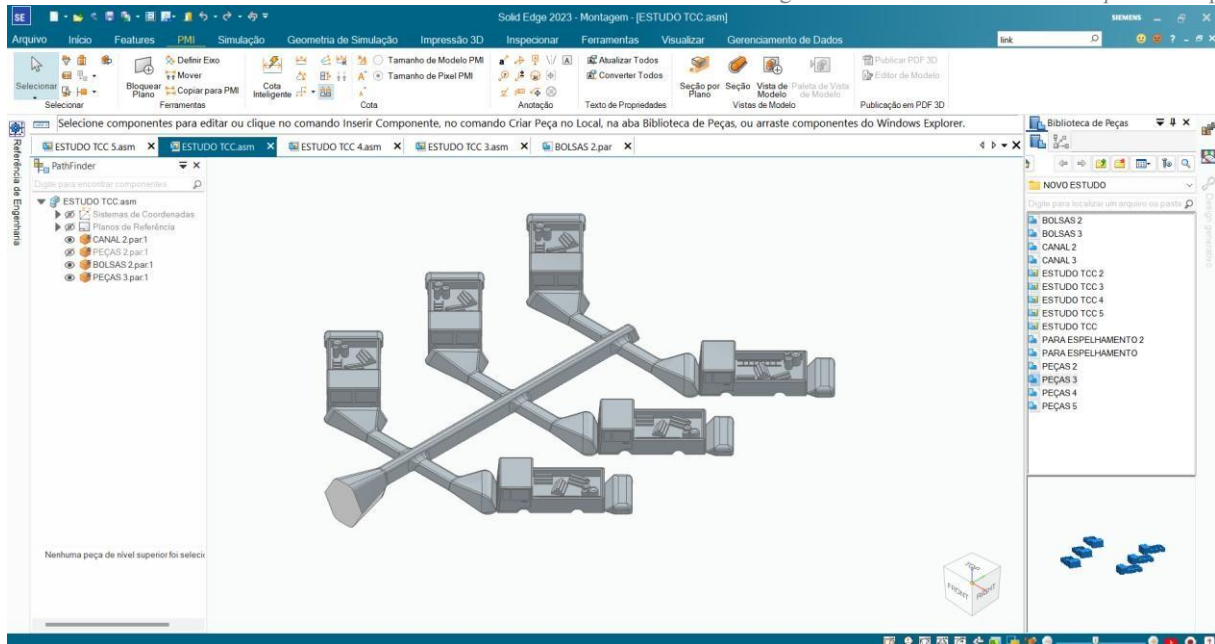 SE
Solid Edge 2023 - Montagem - [ESTUDO TCC.asm]
SIEMENS
Arquivo Início Features PMI Simulação Geometria de Simulação Impressão 3D Inspecionar Ferramentas Visualizar Gerenciamento de Dados
link
Selecionar
Bloquear Plano
Definir Eixo
Mover
Copiar para PMI
Cota Inteligente
Tamanho de Modelo PMI
Tamanho de Pixel PMI
Atualizar Todos
Converter Todos
Seção por Plano
Seção
Vista de Modelo
Paleta de Vista de Modelo
Publicar PDF 3D
Editor de Modelo
Selecionar Ferramentas Cota Anotação Texto de Propriedades Vistas de Modelo Publicação em PDF 3D
Selecione componentes para editar ou clique no comando Inserir Componente, no comando Criar Peça no Local, na aba Biblioteca de Peças, ou arraste componentes do Windows Explorer.
ESTUDO TCC 5.asm ESTUDO TCC.asm ESTUDO TCC 4.asm ESTUDO TCC 3.asm BOLSAS 2.par
Referência de Engenharia
PathFinder
Digite para encontrar componentes
ESTUDO TCC.asm
Sistemas de Coordenadas
Planos de Referência
CANAL 2.par:1
PEÇAS 2.par:1
BOLSAS 2.par:1
PEÇAS 3.par:1
Nenhuma peça de nível superior foi selecio
TOP
FRONT
RIGHT
Biblioteca de Peças
NOVO ESTUDO
Digite para localizar um arquivo ou pasta
BOLSAS 2
BOLSAS 3
CANAL 2
CANAL 3
ESTUDO TCC 2
ESTUDO TCC 3
ESTUDO TCC 4
ESTUDO TCC 5
ESTUDO TCC
PARA ESPELHAMENTO 2
PARA ESPELHAMENTO
PEÇAS 2
PEÇAS 3
PEÇAS 4
PEÇAS 5
Design generativo